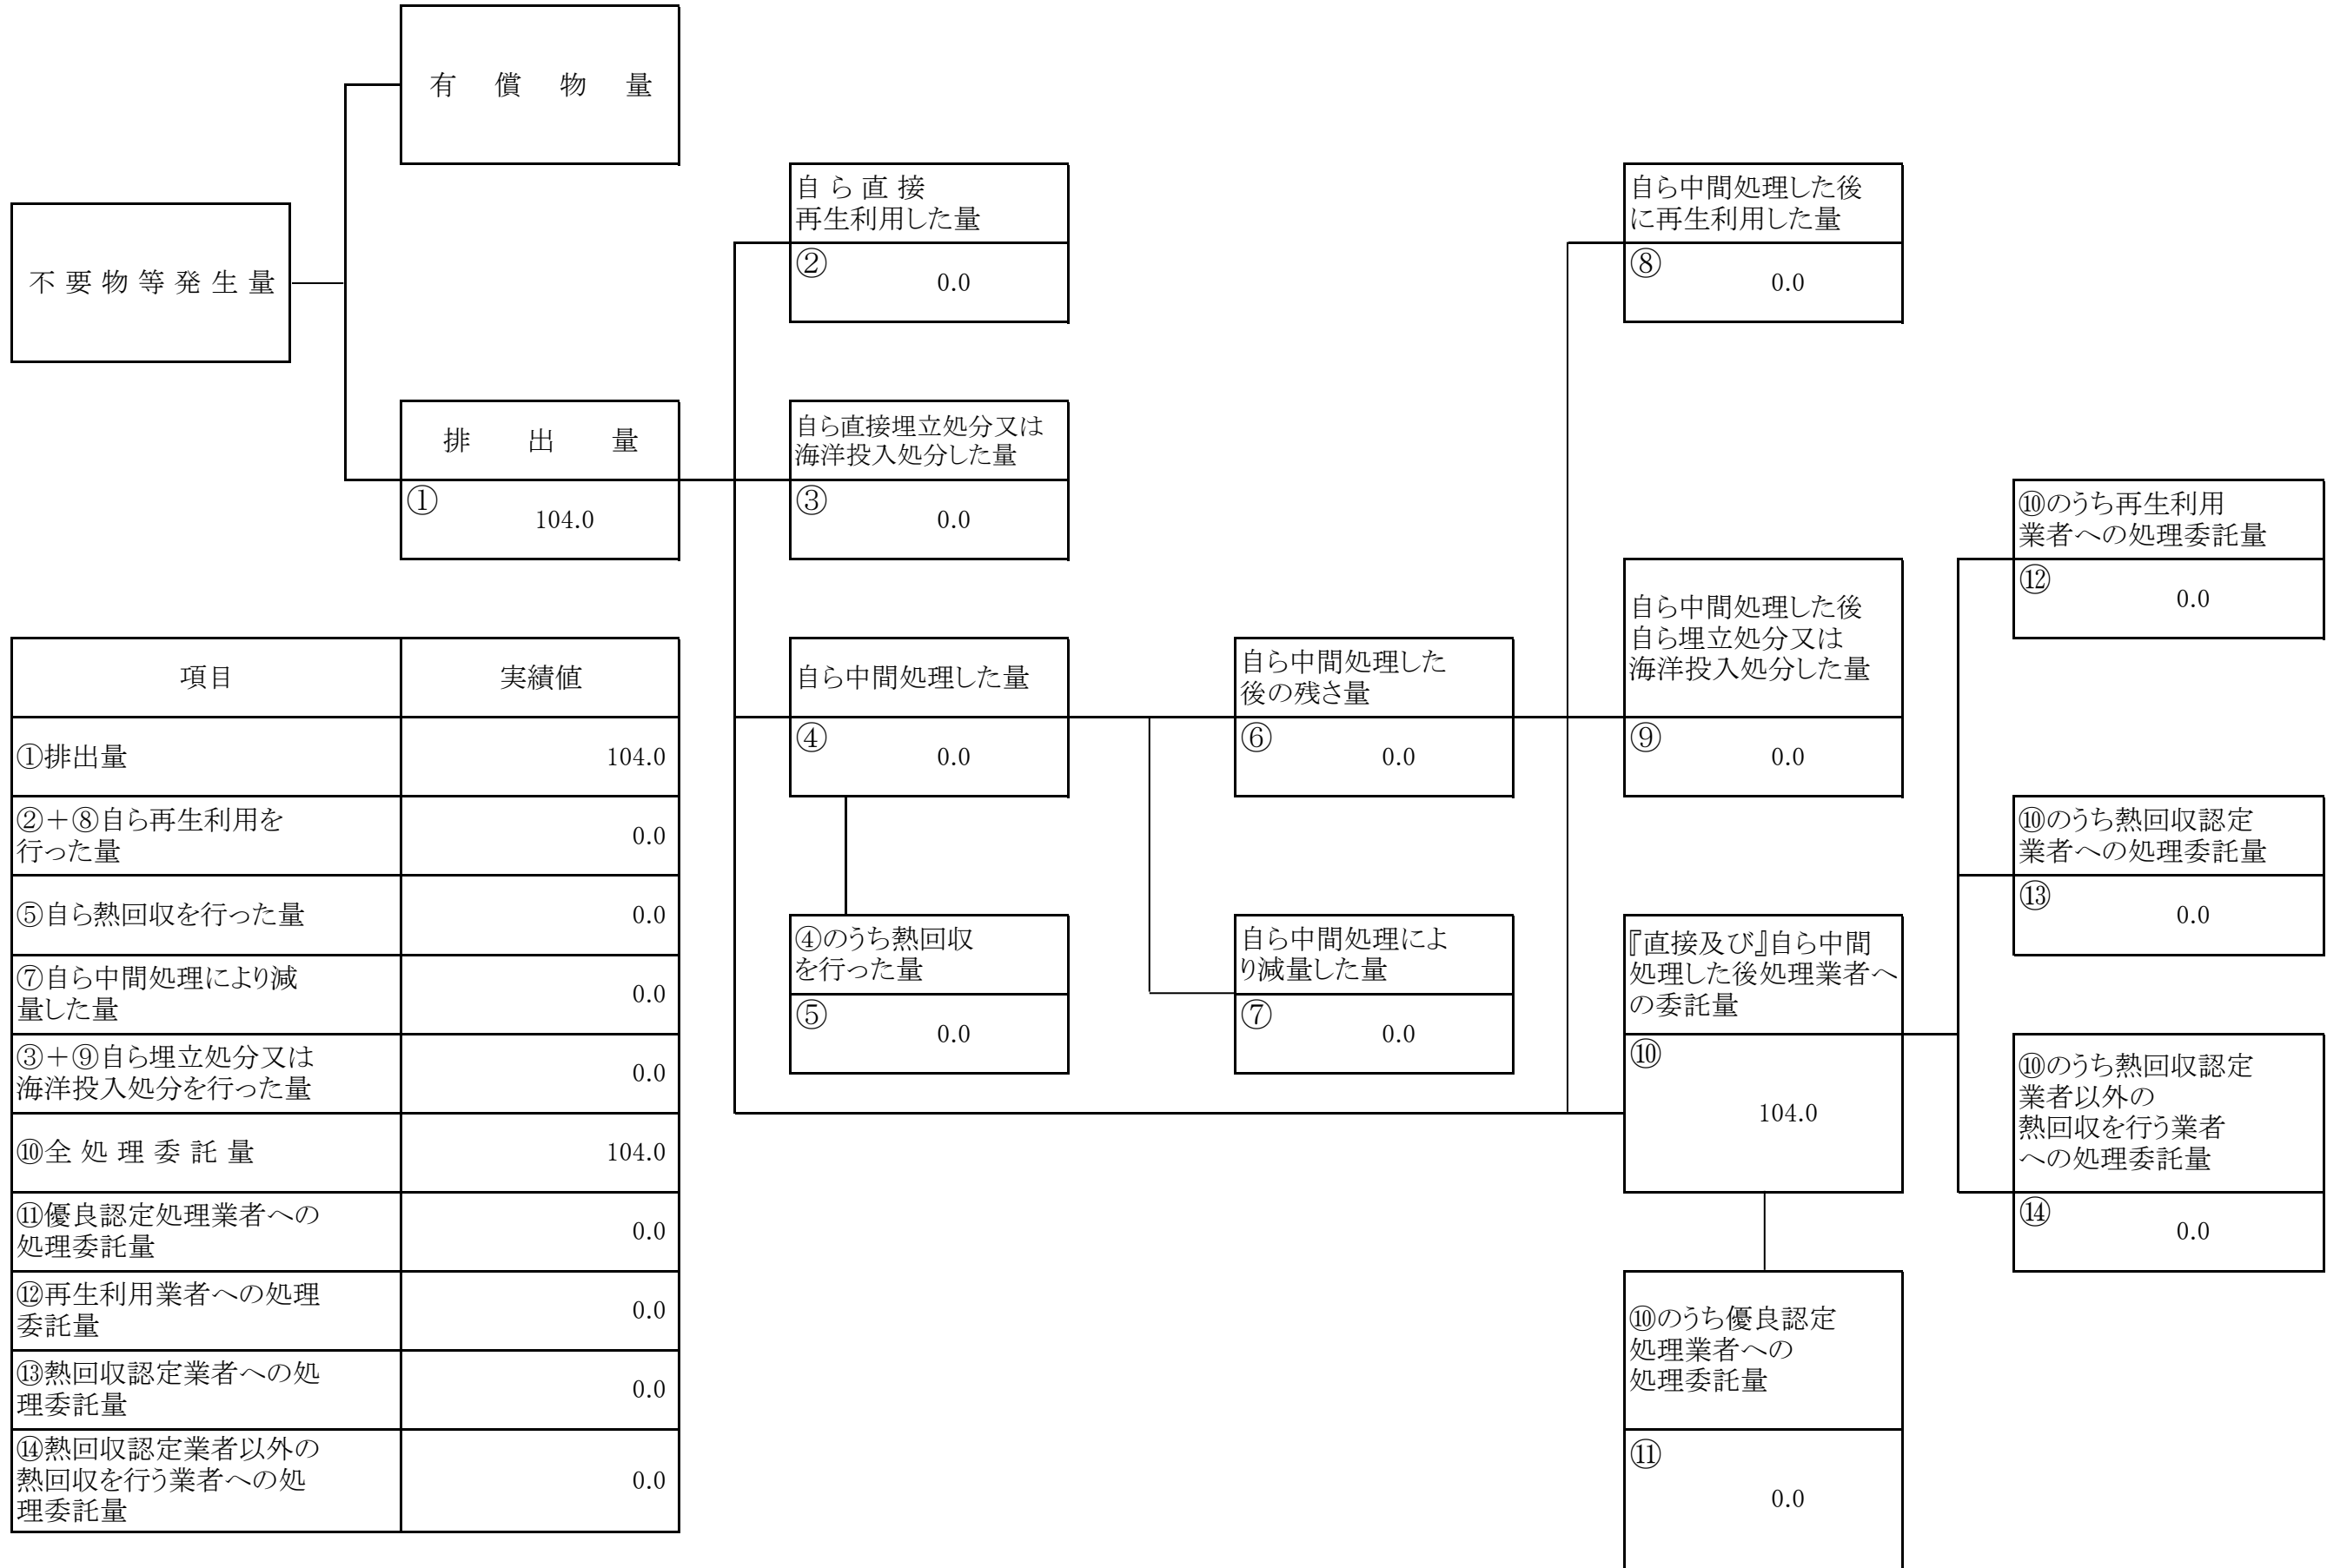 有 償 物 量
不 要 物 等 発 生 量
排 出 量
①
104.0
自 ら 直 接
再生利用した量
②
0.0
自ら直接埋立処分又は
海洋投入処分した量
③
0.0
自ら中間処理した量
④
0.0
④のうち熱回収
を行った量
⑤
0.0
自ら中間処理した
後の残さ量
⑥
0.0
自ら中間処理によ
り減量した量
⑦
0.0
自ら中間処理した後
に再生利用した量
⑧
0.0
自ら中間処理した後
自ら埋立処分又は
海洋投入処分した量
⑨
0.0
『直接及び』自ら中間
処理した後処理業者へ
の委託量
⑩
104.0
⑩のうち優良認定
処理業者への
処理委託量
⑪
0.0
⑩のうち再生利用
業者への処理委託量
⑫
0.0
⑩のうち熱回収認定
業者への処理委託量
⑬
0.0
⑩のうち熱回収認定
業者以外の
熱回収を行う業者
への処理委託量
⑭
0.0
項目 実績値
①排出量 104.0
②＋⑧自ら再生利用を
行った量 0.0
⑤自ら熱回収を行った量 0.0
⑦自ら中間処理により減
量した量 0.0
③＋⑨自ら埋立処分又は
海洋投入処分を行った量 0.0
⑩全 処 理 委 託 量 104.0
⑪優良認定処理業者への
処理委託量 0.0
⑫再生利用業者への処理
委託量 0.0
⑬熱回収認定業者への処
理委託量 0.0
⑭熱回収認定業者以外の
熱回収を行う業者への処
理委託量 0.0